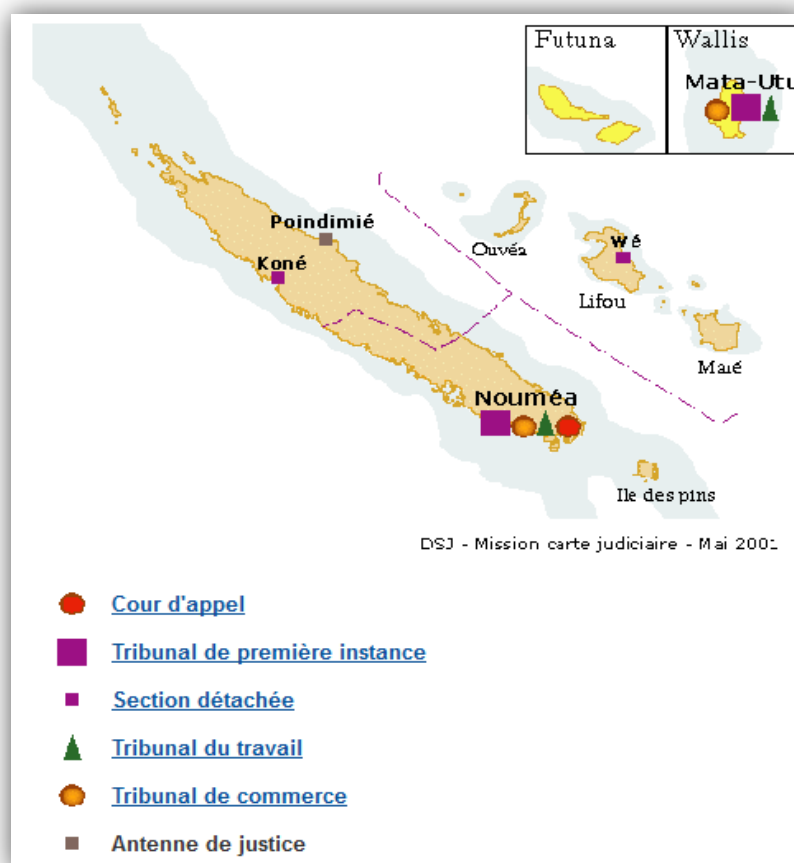 Futuna
Wallis
Mata-Utu
Poindimié
Koné
Ouvéa
Wé
Lifou
Maré
Nouméa
Ile des pins
DSJ - Mission carte judiciaire - Mai 2001
Cour d'appel
Tribunal de première instance
Section détachée
Tribunal du travail
Tribunal de commerce
Antenne de justice